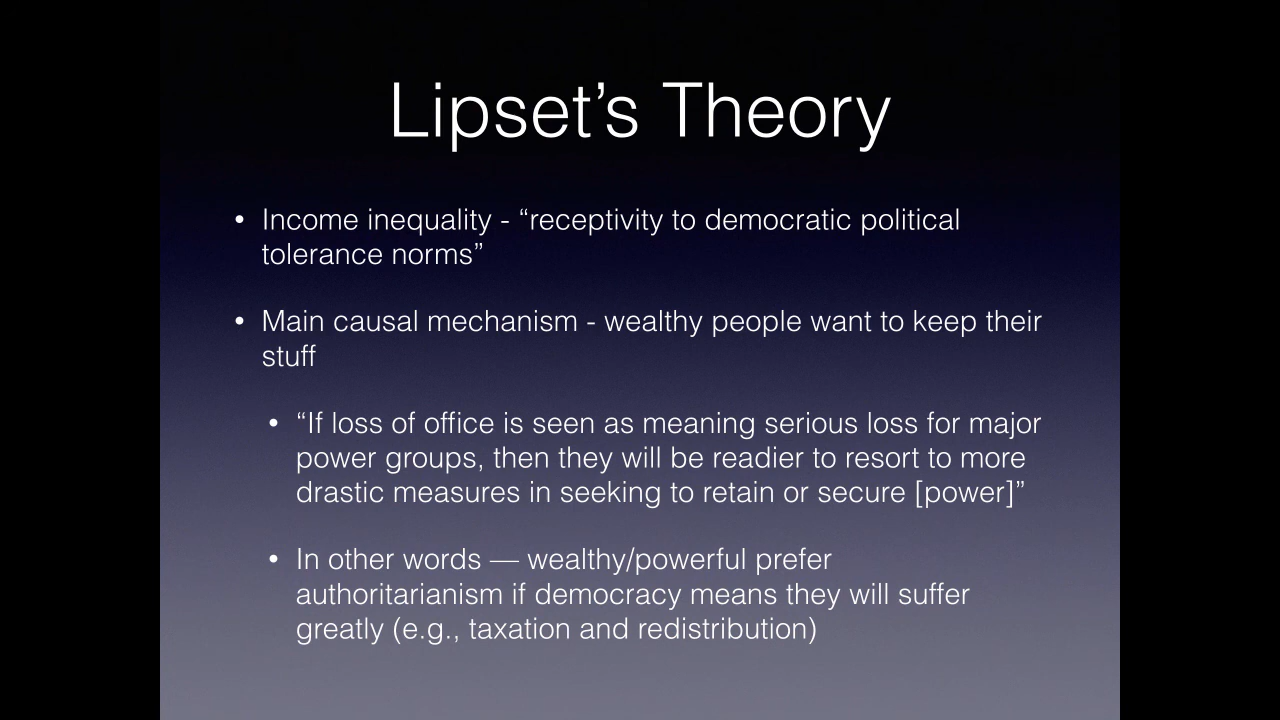 Lipset’s Theory
• Income inequality - “receptivity to democratic political
tolerance norms”
• Main causal mechanism - wealthy people want to keep their
stuff
• “If loss of office is seen as meaning serious loss for major
power groups, then they will be readier to resort to more
drastic measures in seeking to retain or secure [power]”
• In other words — wealthy/powerful prefer
authoritarianism if democracy means they will suffer
greatly (e.g., taxation and redistribution)